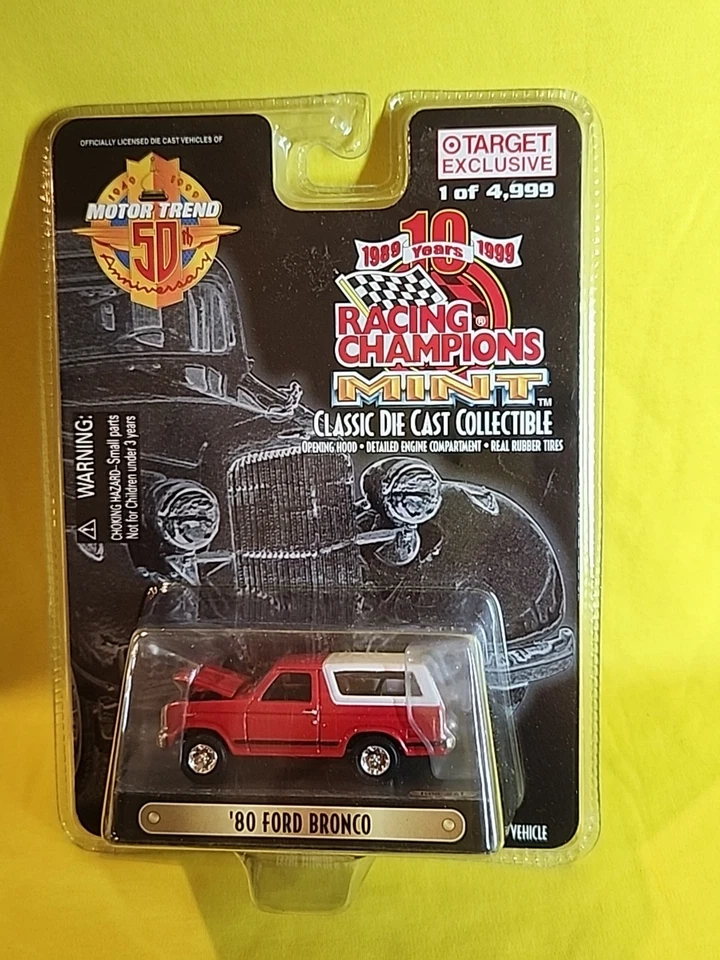 OFFICIALLY LICENSED DIE CAST VEHICLES OF
1949 1999
MOTOR TREND
50th
Anniversary
TARGET
EXCLUSIVE
1 of 4,999
10
1989 Years 1999
RACING®
CHAMPIONS
MINT™
CLASSIC DIE CAST COLLECTIBLE
OPENING HOOD • DETAILED ENGINE COMPARTMENT • REAL RUBBER TIRES
WARNING:
CHOKING HAZARD--Small parts
Not for Children under 3 years
'80 FORD BRONCO
VEHICLE